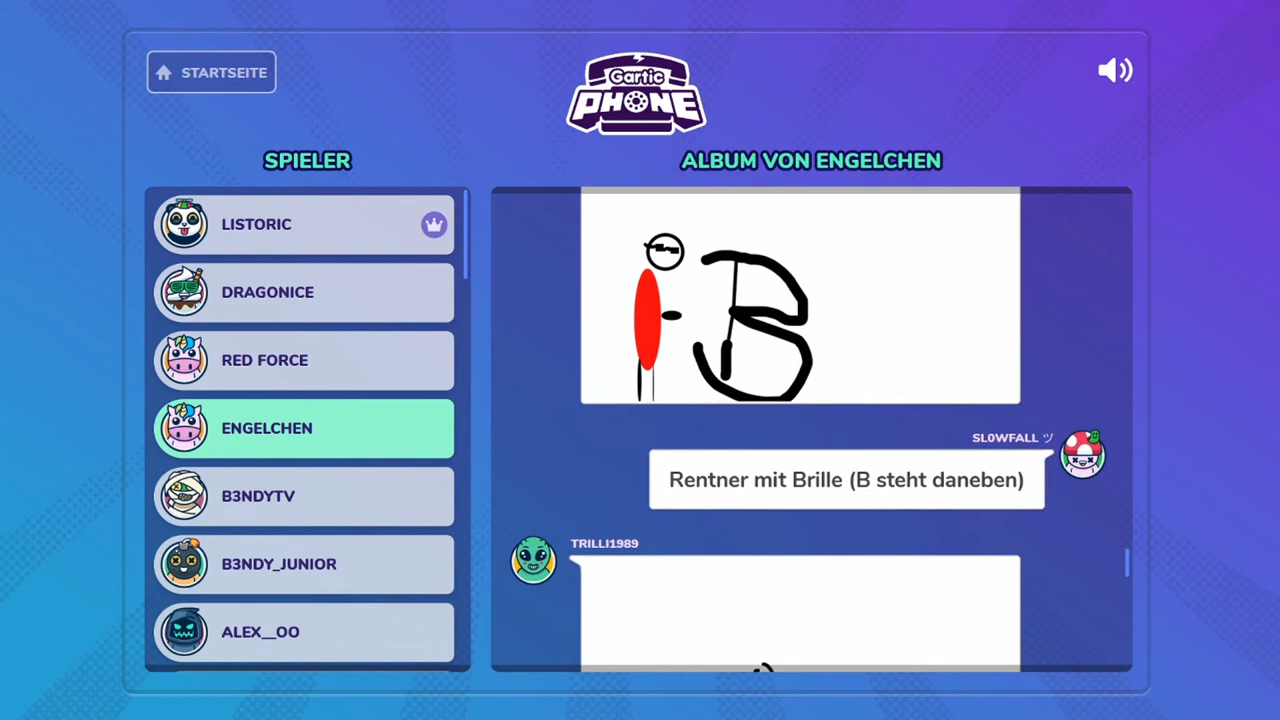 STARTSEITE
Gartic
PHONE
SPIELER
LISTORIC
DRAGONICE
RED FORCE
ENGELCHEN
B3NDYTV
B3NDY_JUNIOR
ALEX__OO
ALBUM VON ENGELCHEN
B
SL0WFALL ツ
Rentner mit Brille (B steht daneben)
TRILLI1989